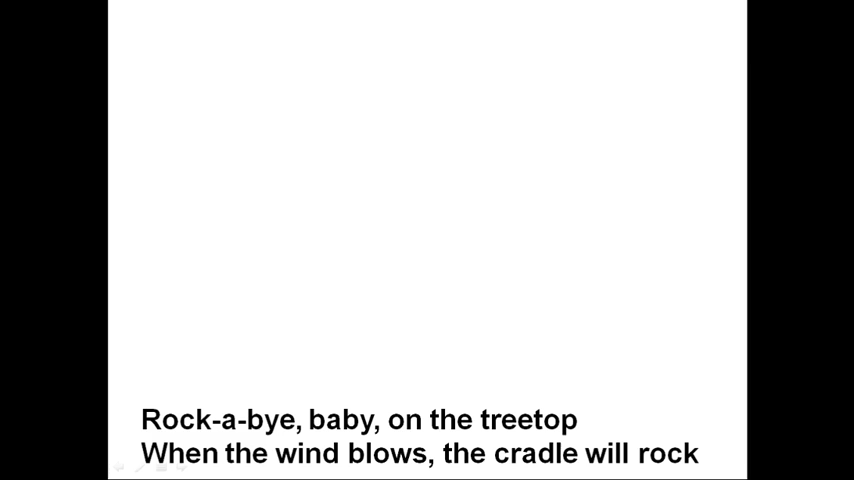 Rock-a-bye, baby, on the treetop
When the wind blows, the cradle will rock